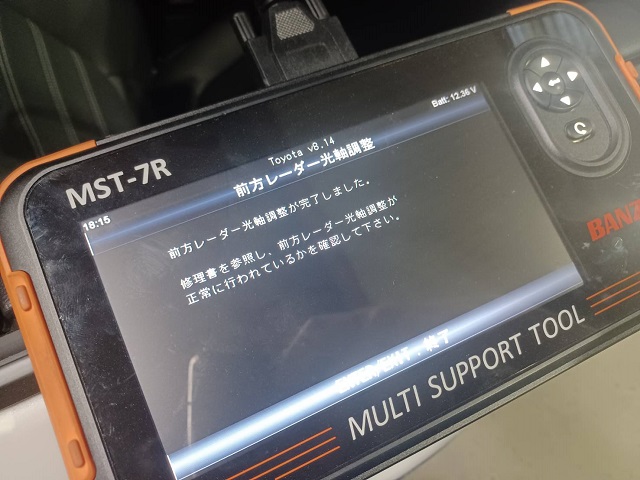 MST-7R
18:15
Toyota v8.14
Batt: 12.36 V
前方レーダー光軸調整
前方レーダー光軸調整が完了しました。
修理書を参照し、前方レーダー光軸調整が
正常に行われているかを確認して下さい。
ENTER/EXIT : 終了
BANZ
MULTI SUPPORT TOOL